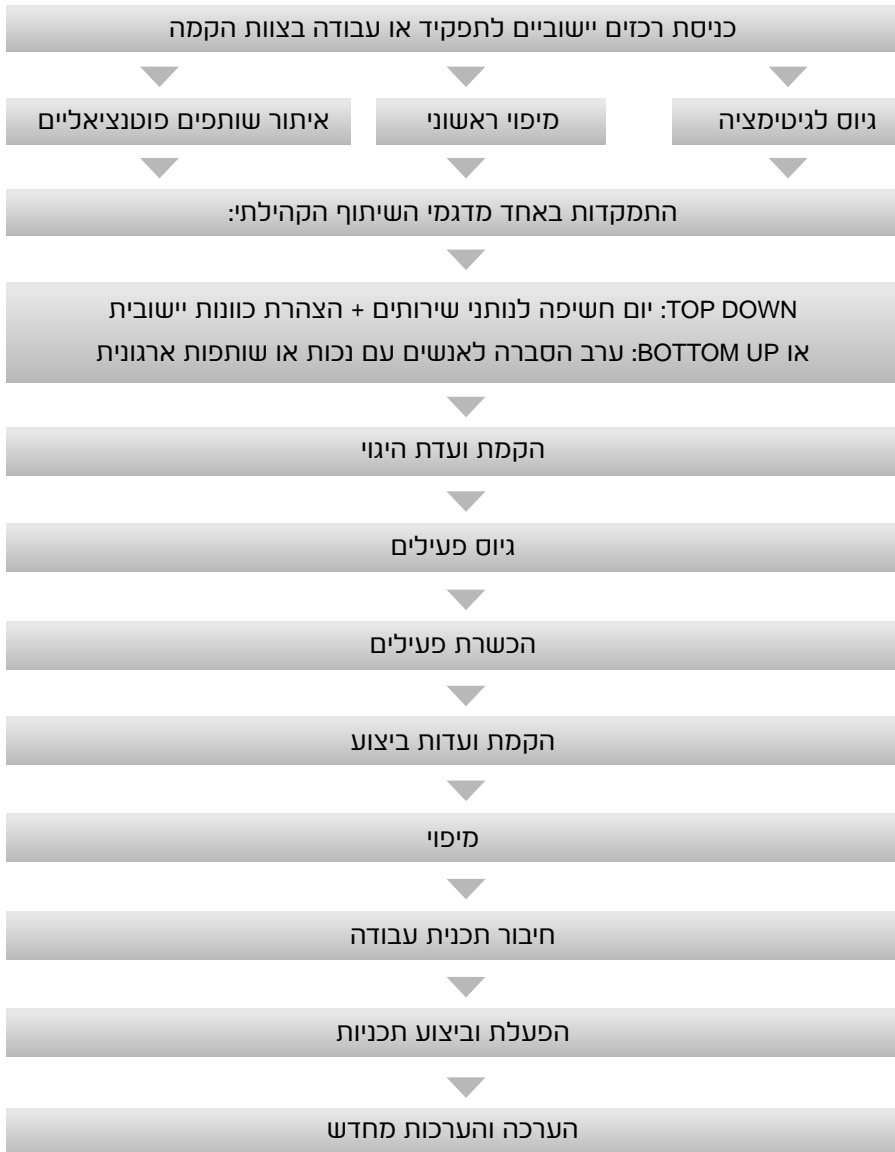 כניסת רכזים יישוביים לתפקיד או עבודה בצוות הקמה
גיוס לגיטימציה
מיפוי ראשוני
איתור שותפים פוטנציאליים
התמקדות באחד מדגמי השיתוף הקהילתי:
TOP DOWN: יום חשיפה לנותני שירותים + הצהרת כוונות יישובית
או BOTTOM UP: ערב הסברה לאנשים עם נכות או שותפות ארגונית
הקמת ועדת היגוי
גיוס פעילים
הכשרת פעילים
הקמת ועדות ביצוע
מיפוי
חיבור תכנית עבודה
הפעלת וביצוע תכניות
הערכה והערכות מחדש